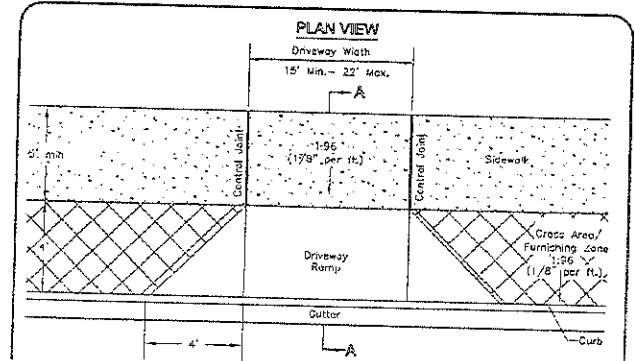 PLAN VIEW
Driveway Width
15' Min.- 22' Max.
A
1:96
(1/8" per ft.)
Control Joint
Control Joint
Sidewalk
5' min
4'
Driveway
Ramp
Grass Area/
Furnishing Zone
1:96
(1/8" per ft.)
Gutter
Curb
4'
A